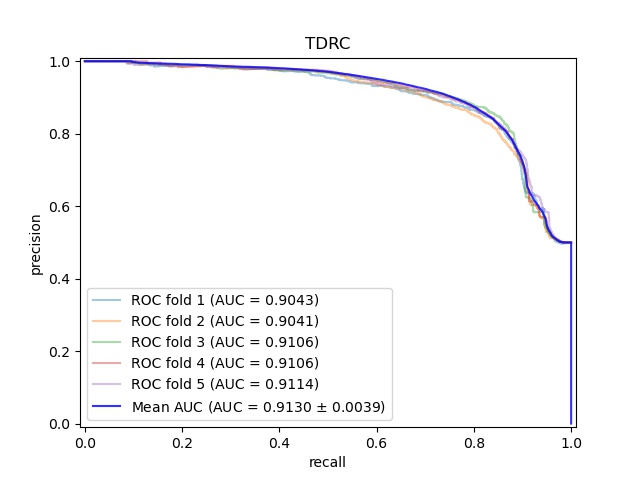 TDRC
1.0
0.8
0.6
0.4
0.2
0.0
precision
ROC fold 1 (AUC = 0.9043)
ROC fold 2 (AUC = 0.9041)
ROC fold 3 (AUC = 0.9106)
ROC fold 4 (AUC = 0.9106)
ROC fold 5 (AUC = 0.9114)
Mean AUC (AUC = 0.9130 ± 0.0039)
0.0 0.2 0.4 0.6 0.8 1.0
recall